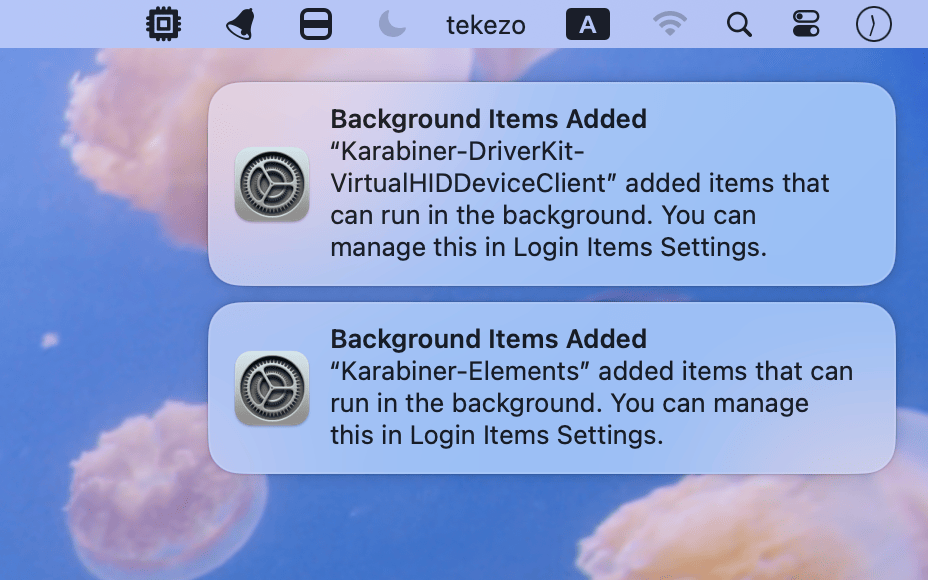 tekezo A
Background Items Added
“Karabiner-DriverKit-
VirtualHIDDeviceClient” added items that
can run in the background. You can
manage this in Login Items Settings.
Background Items Added
“Karabiner-Elements” added items that can
run in the background. You can manage
this in Login Items Settings.